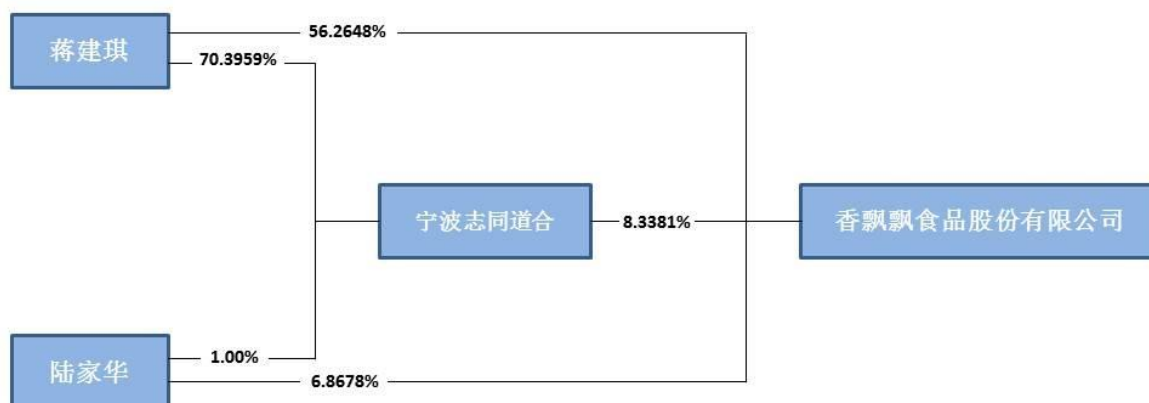 蒋建琪
56.2648%
70.3959%
宁波志同道合
8.3381%
香飘飘食品股份有限公司
陆家华
1.00%
6.8678%